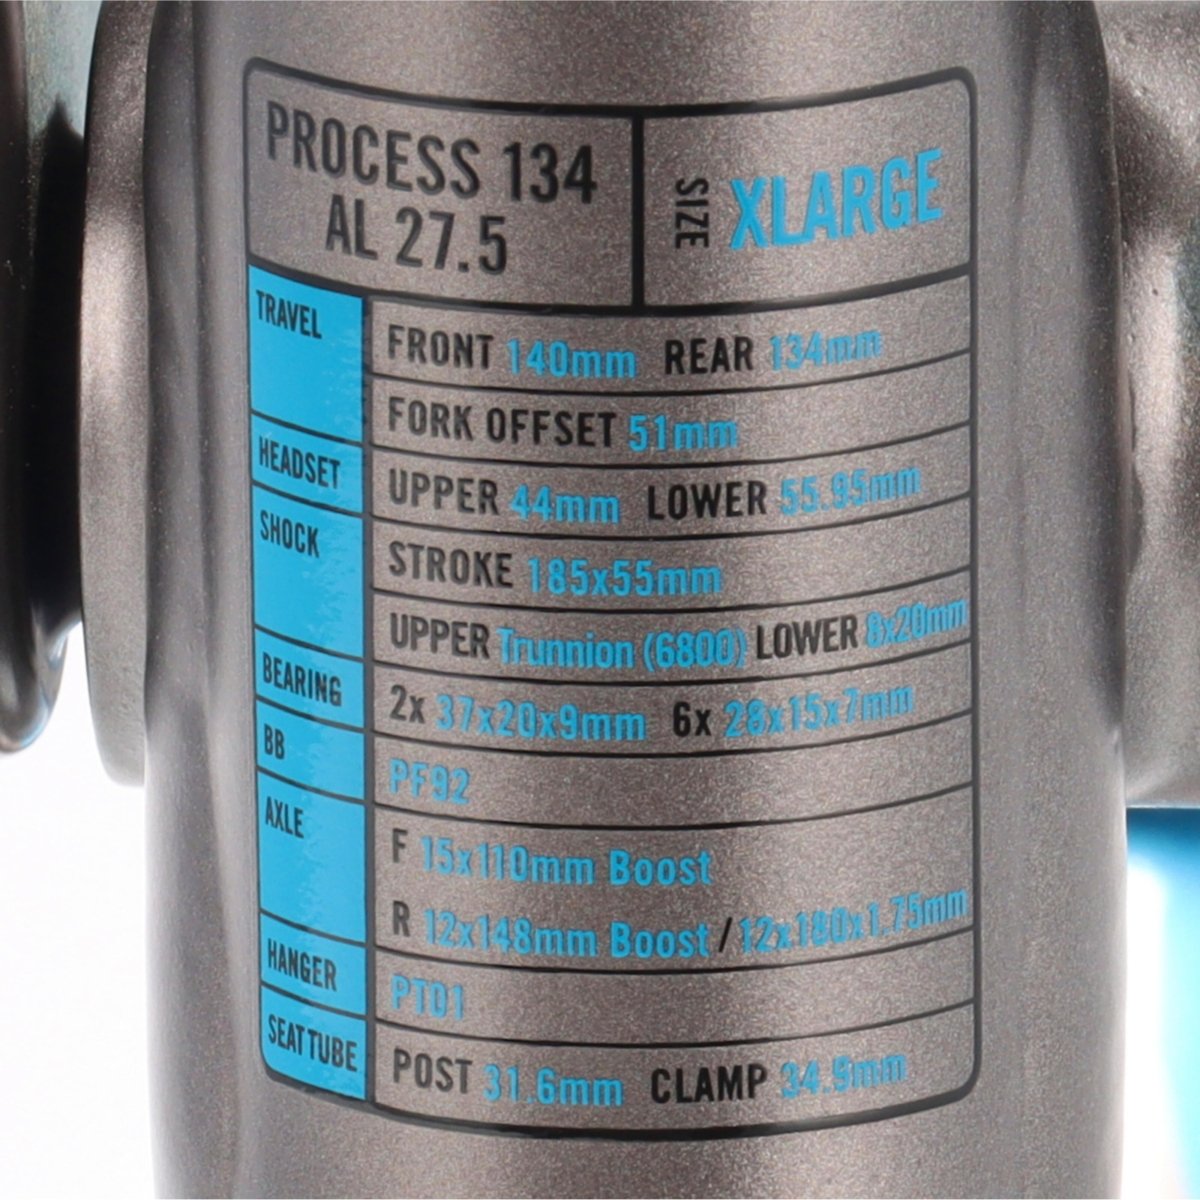 PROCESS 134
AL 27.5
SIZE XLARGE
TRAVEL FRONT 140mm REAR 134mm
FORK OFFSET 51mm
HEADSET UPPER 44mm LOWER 55.95mm
SHOCK STROKE 185x55mm
UPPER Trunnion (6800) LOWER 8x20mm
BEARING 2x 37x20x9mm 6x 28x15x7mm
BB PF92
AXLE F 15x110mm Boost
R 12x148mm Boost / 12x180x1.75mm
HANGER PT01
SEAT TUBE POST 31.6mm CLAMP 34.9mm